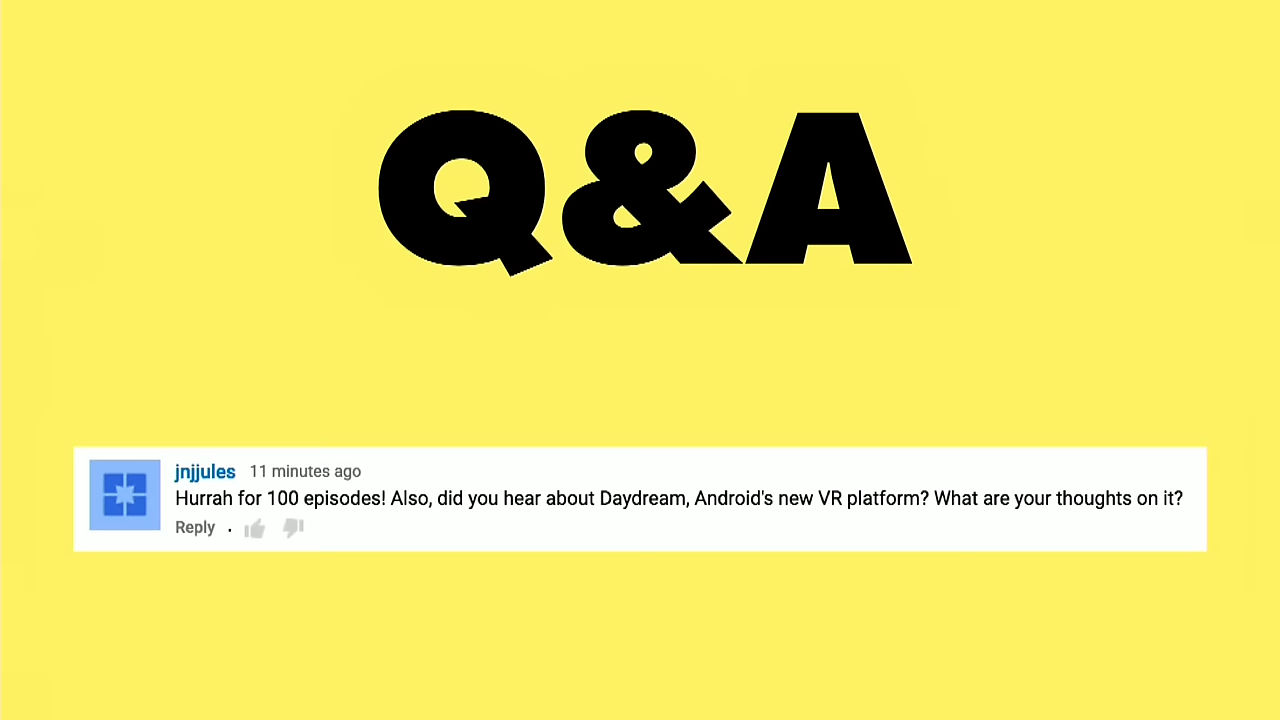 Q&A
jnjjules 11 minutes ago
Hurrah for 100 episodes! Also, did you hear about Daydream, Android's new VR platform? What are your thoughts on it?
Reply .